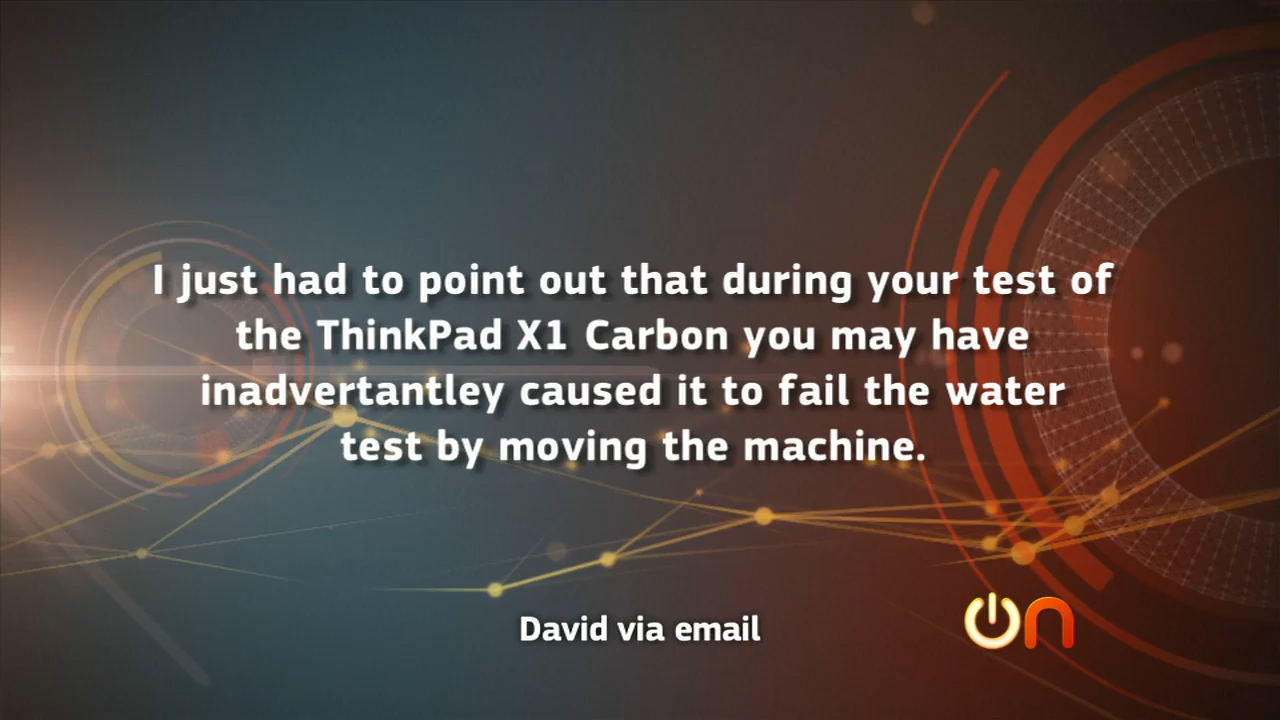 I just had to point out that during your test of
the ThinkPad X1 Carbon you may have
inadvertantley caused it to fail the water
test by moving the machine.
David via email
on